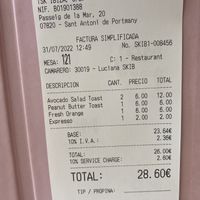 NIF. B01901388
Passeig de la Mar, 20
07820 - Sant Antoni de Portmany
FACTURA SIMPLIFICADA
31/07/2022 12:49 No. SKIB1-008456
MESA: 121 C: 1 - Restaurant
CAMARERO: 30019 - Luciana SKIB
DESCRIPCION CANT. PRECIO TOTAL
Avocado Salad Toast 2 6.00 12.00
Avocado Salmon Toast 1 6.00 6.00
Fresh Orange 1 6.00 6.00
Espresso 1 2.00 2.00
BASE: 23.64€
10% I.V.A.: 2.36€
TOTAL: 26.00€
10% SERVICE CHARGE: 2.60€
TOTAL: 28.60€
TIP / PROPINA: